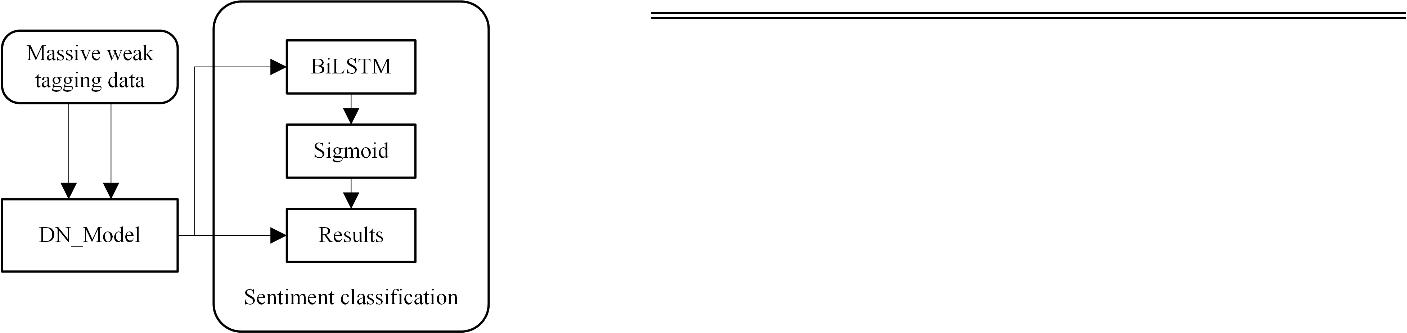 Massive weak
tagging data
DN_Model
BiLSTM
Sigmoid
Results
Sentiment classification